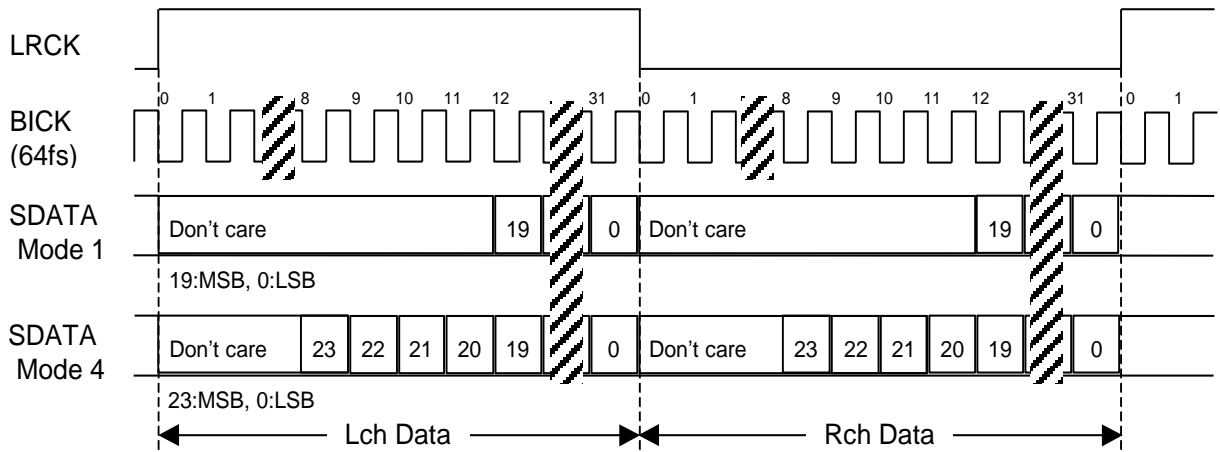 LRCK
0 1 8 9 10 11 12 31 0 1 8 9 10 11 12 31 0 1
BICK
(64fs)
SDATA
Mode 1
Don't care 19 0 Don't care 19 0
19:MSB, 0:LSB
SDATA
Mode 4
Don't care 23 22 21 20 19 0 Don't care 23 22 21 20 19 0
23:MSB, 0:LSB
Lch Data Rch Data